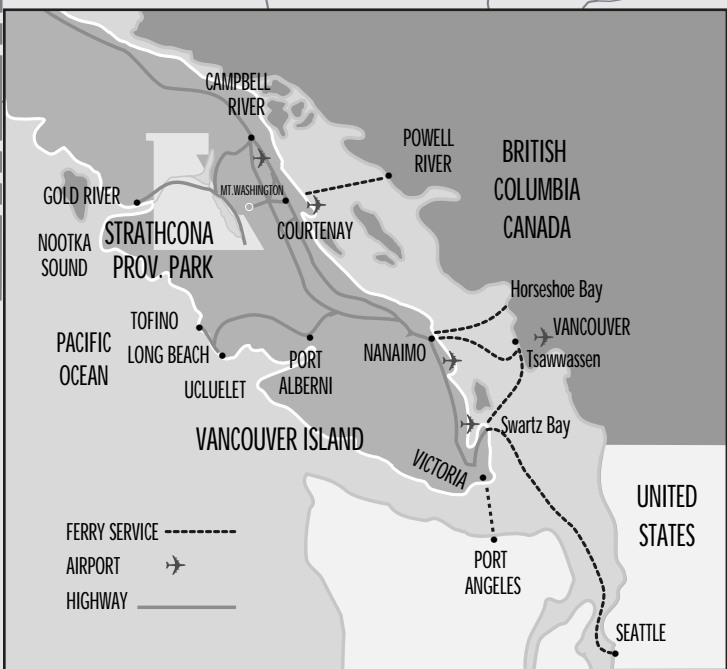 CAMPBELL
RIVER
POWELL
RIVER
BRITISH
COLUMBIA
CANADA
MT.WASHINGTON
GOLD RIVER
COURTENAY
STRATHCONA
PROV. PARK
NOOTKA
SOUND
Horseshoe Bay
TOFINO
VANCOUVER
PACIFIC
OCEAN
LONG BEACH
PORT
ALBERNI
NANAIMO
Tsawwassen
UCLUELET
VANCOUVER ISLAND
Swartz Bay
VICTORIA
UNITED
STATES
FERRY SERVICE
AIRPORT
HIGHWAY
PORT
ANGELES
SEATTLE